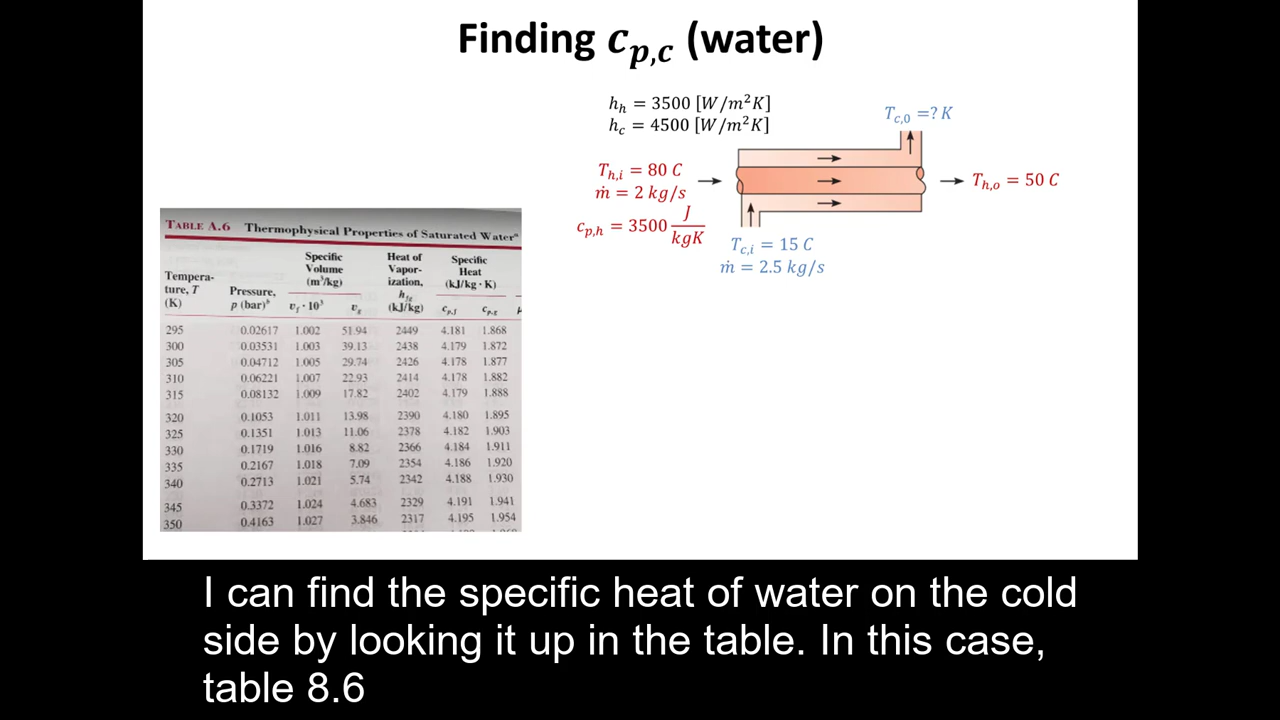 Finding c_p,c (water)
h_h = 3500 [W/m²K]
h_c = 4500 [W/m²K]
T_c,0 =? K
T_h,i = 80 C
ṁ = 2 kg/s
c_p,h = 3500 J/kgK
T_h,o = 50 C
T_c,i = 15 C
ṁ = 2.5 kg/s
TABLE A.6 Thermophysical Properties of Saturated Waterᵃ
Tempera-
ture, T
(K)
Pressure,
p (bar)ᵇ
Specific
Volume
(m³/kg)
v_f · 10³ v_g
Heat of
Vapor-
ization,
h_fg
(kJ/kg)
Specific
Heat
(kJ/kg · K)
c_p,f c_p,g
295 0.02617 1.002 51.94 2449 4.181 1.868
300 0.03531 1.003 39.13 2438 4.179 1.872
305 0.04712 1.005 29.74 2426 4.178 1.877
310 0.06221 1.007 22.93 2414 4.178 1.882
315 0.08132 1.009 17.82 2402 4.179 1.888
320 0.1053 1.011 13.98 2390 4.180 1.895
325 0.1351 1.013 11.06 2378 4.182 1.903
330 0.1719 1.016 8.82 2366 4.184 1.911
335 0.2167 1.018 7.09 2354 4.186 1.920
340 0.2713 1.021 5.74 2342 4.188 1.930
345 0.3372 1.024 4.683 2329 4.191 1.941
350 0.4163 1.027 3.846 2317 4.195 1.954
I can find the specific heat of water on the cold
side by looking it up in the table. In this case,
table 8.6